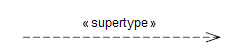 « supertype »